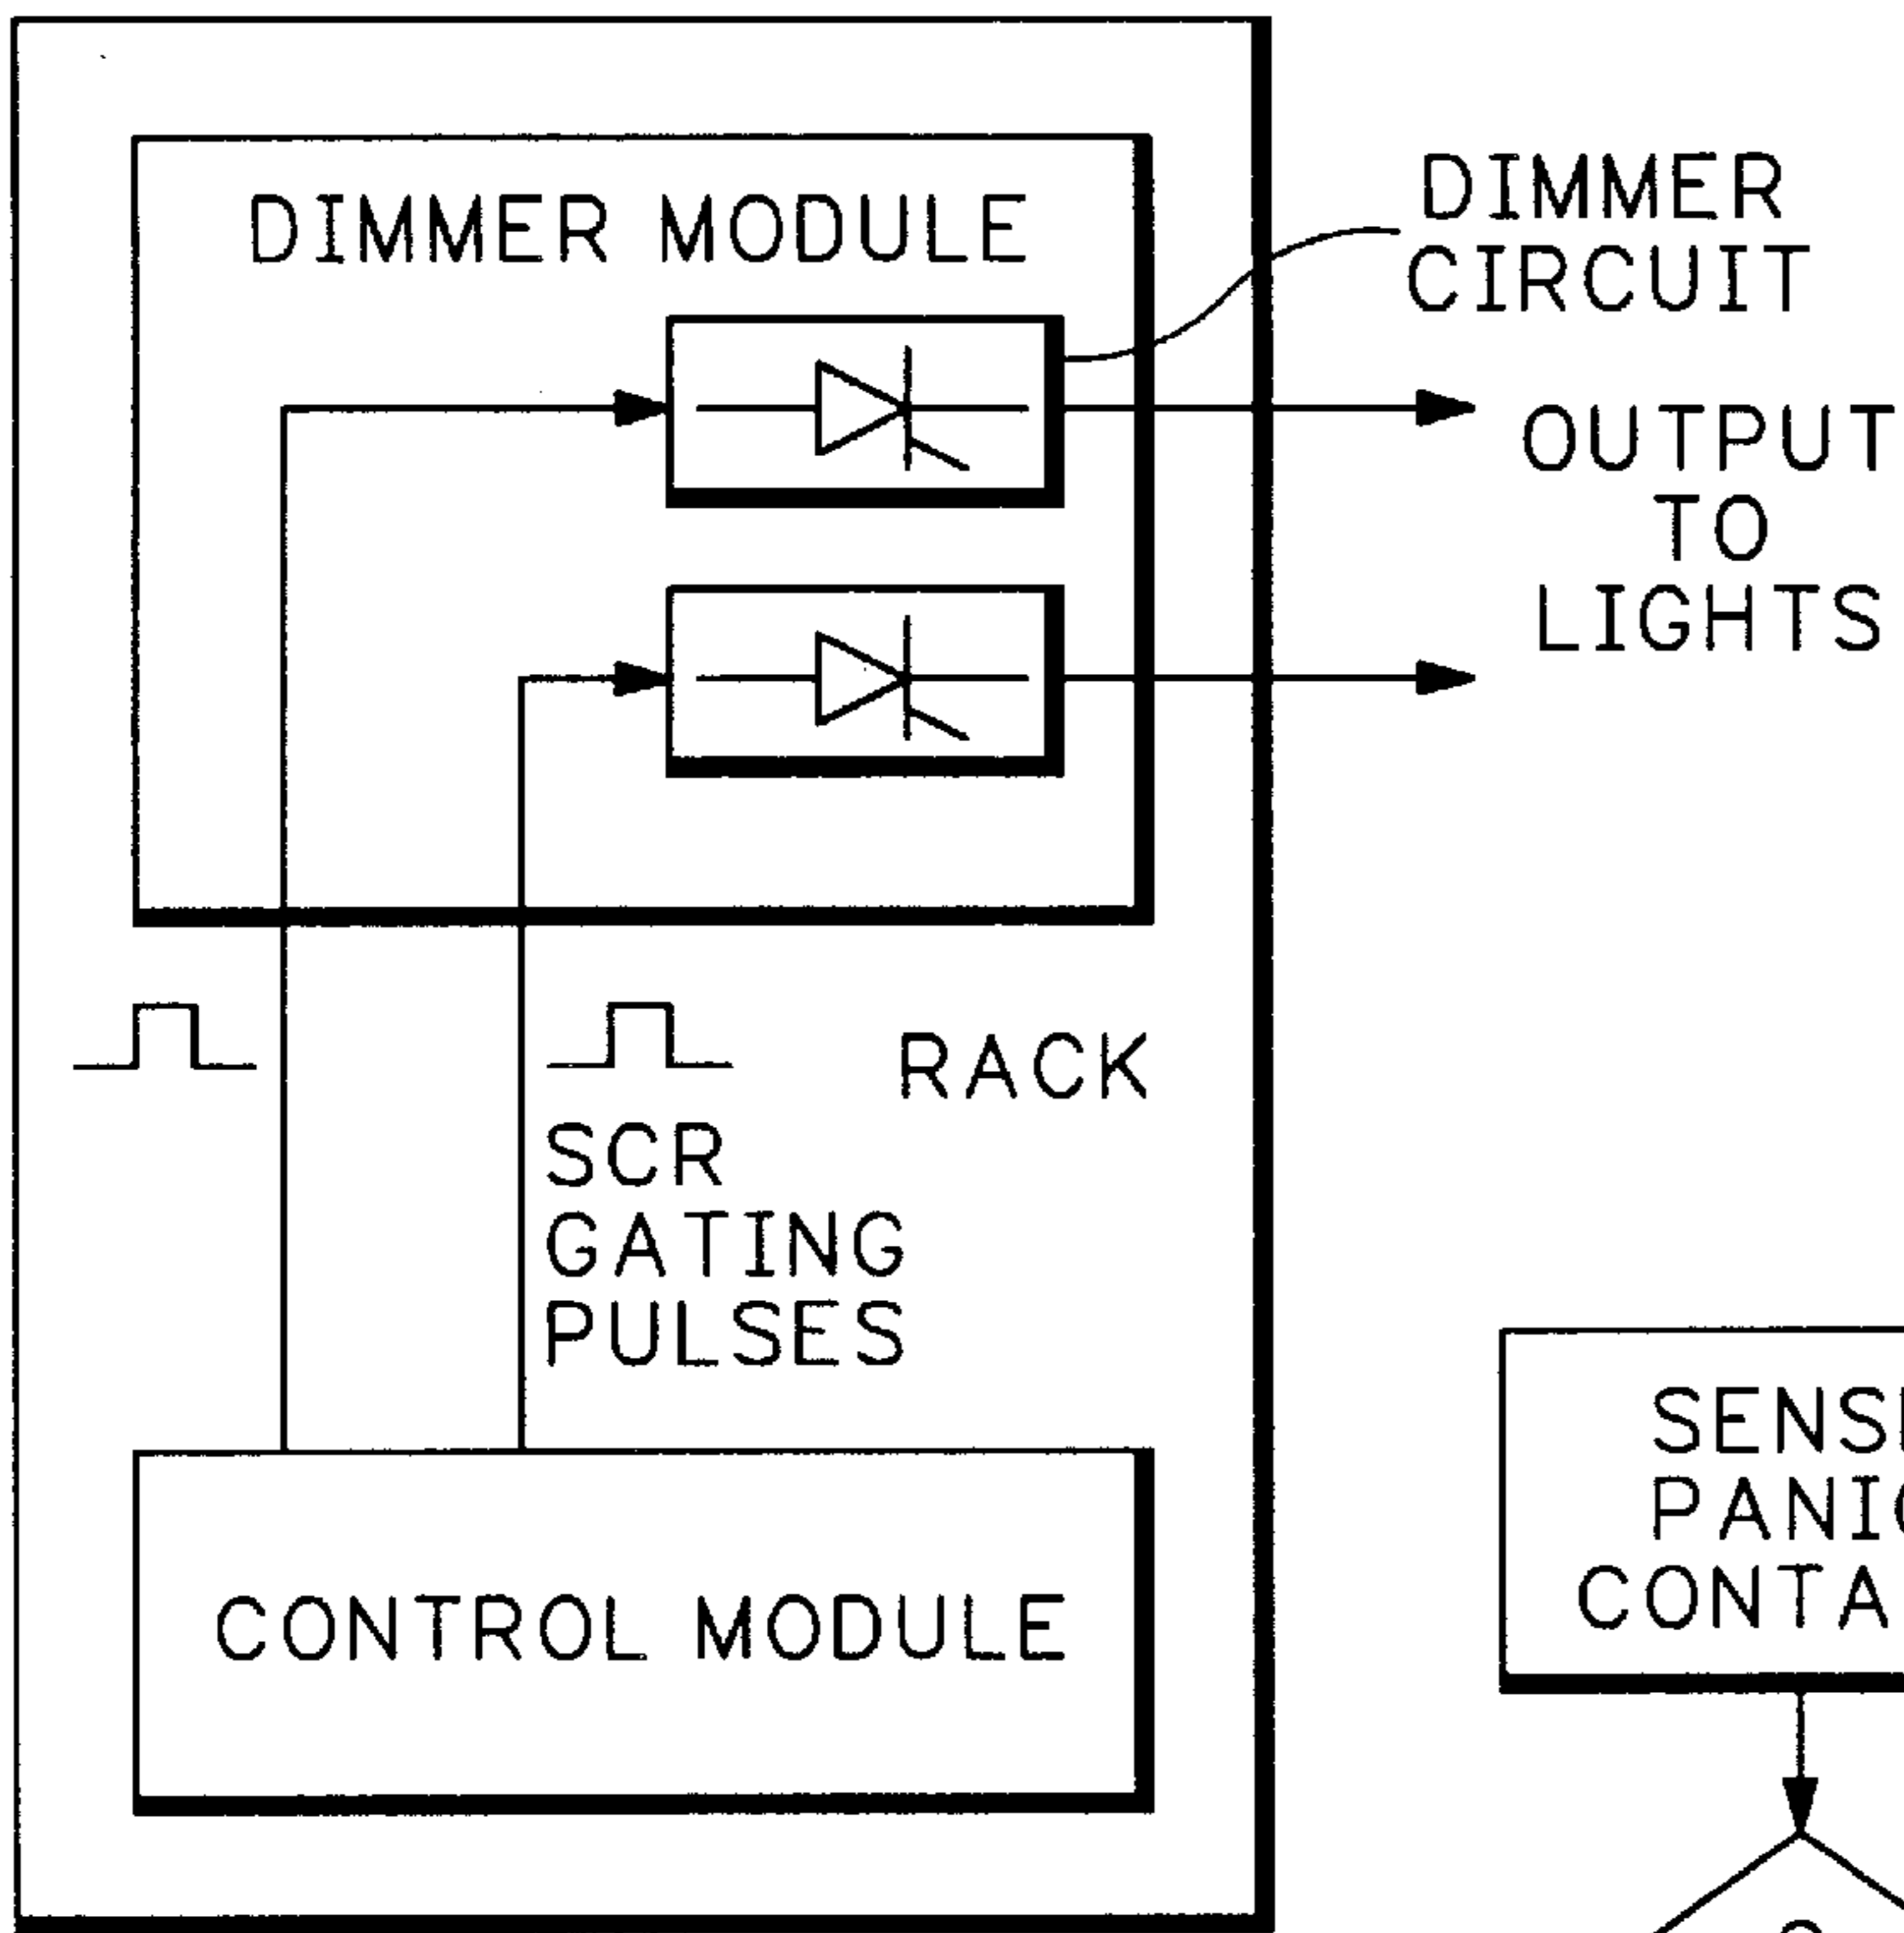 DIMMER MODULE
DIMMER
CIRCUIT
OUTPUT
TO
LIGHTS
RACK
SCR
GATING
PULSES
CONTROL MODULE